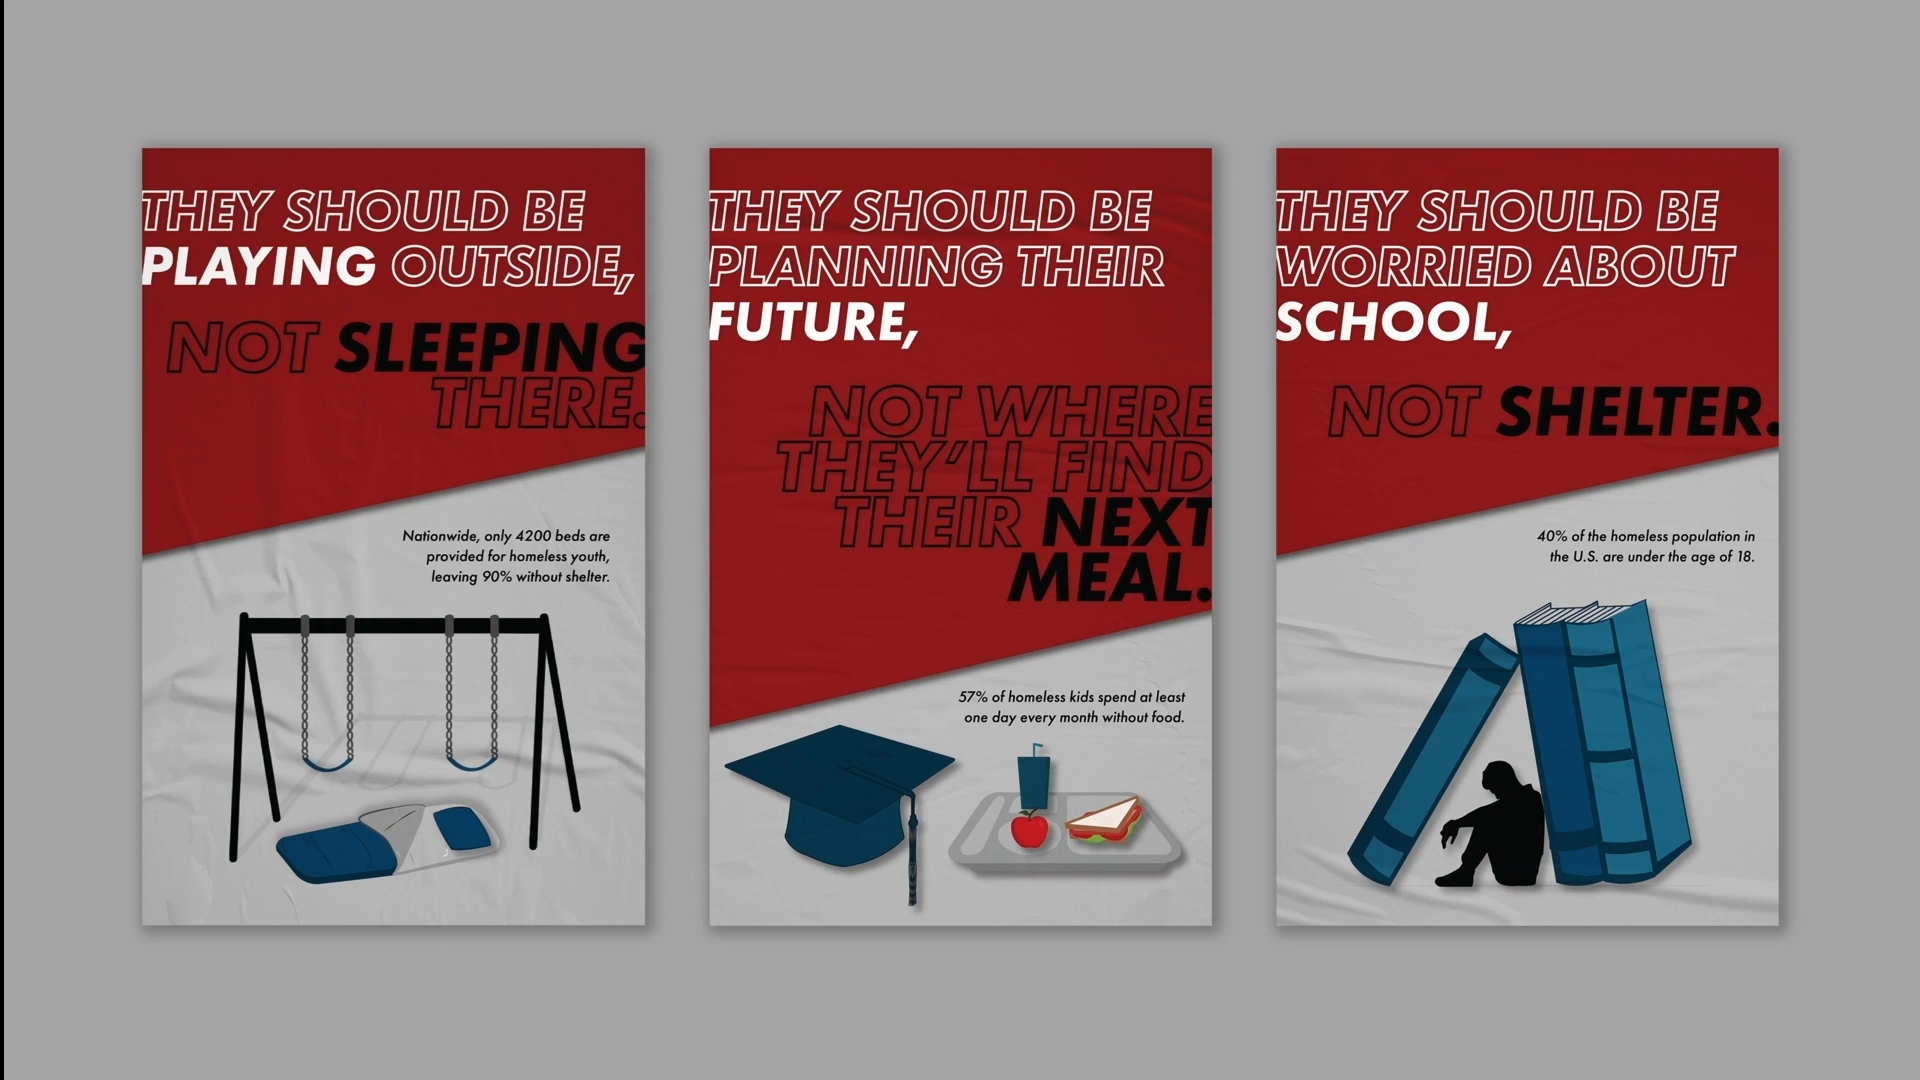 THEY SHOULD BE
PLAYING OUTSIDE,
NOT SLEEPING
THERE.
Nationwide, only 4200 beds are
provided for homeless youth,
leaving 90% without shelter.
THEY SHOULD BE
PLANNING THEIR
FUTURE,
NOT WHERE
THEY’LL FIND
THEIR NEXT
MEAL.
57% of homeless kids spend at least
one day every month without food.
THEY SHOULD BE
WORRIED ABOUT
SCHOOL,
NOT SHELTER.
40% of the homeless population in
the U.S. are under the age of 18.